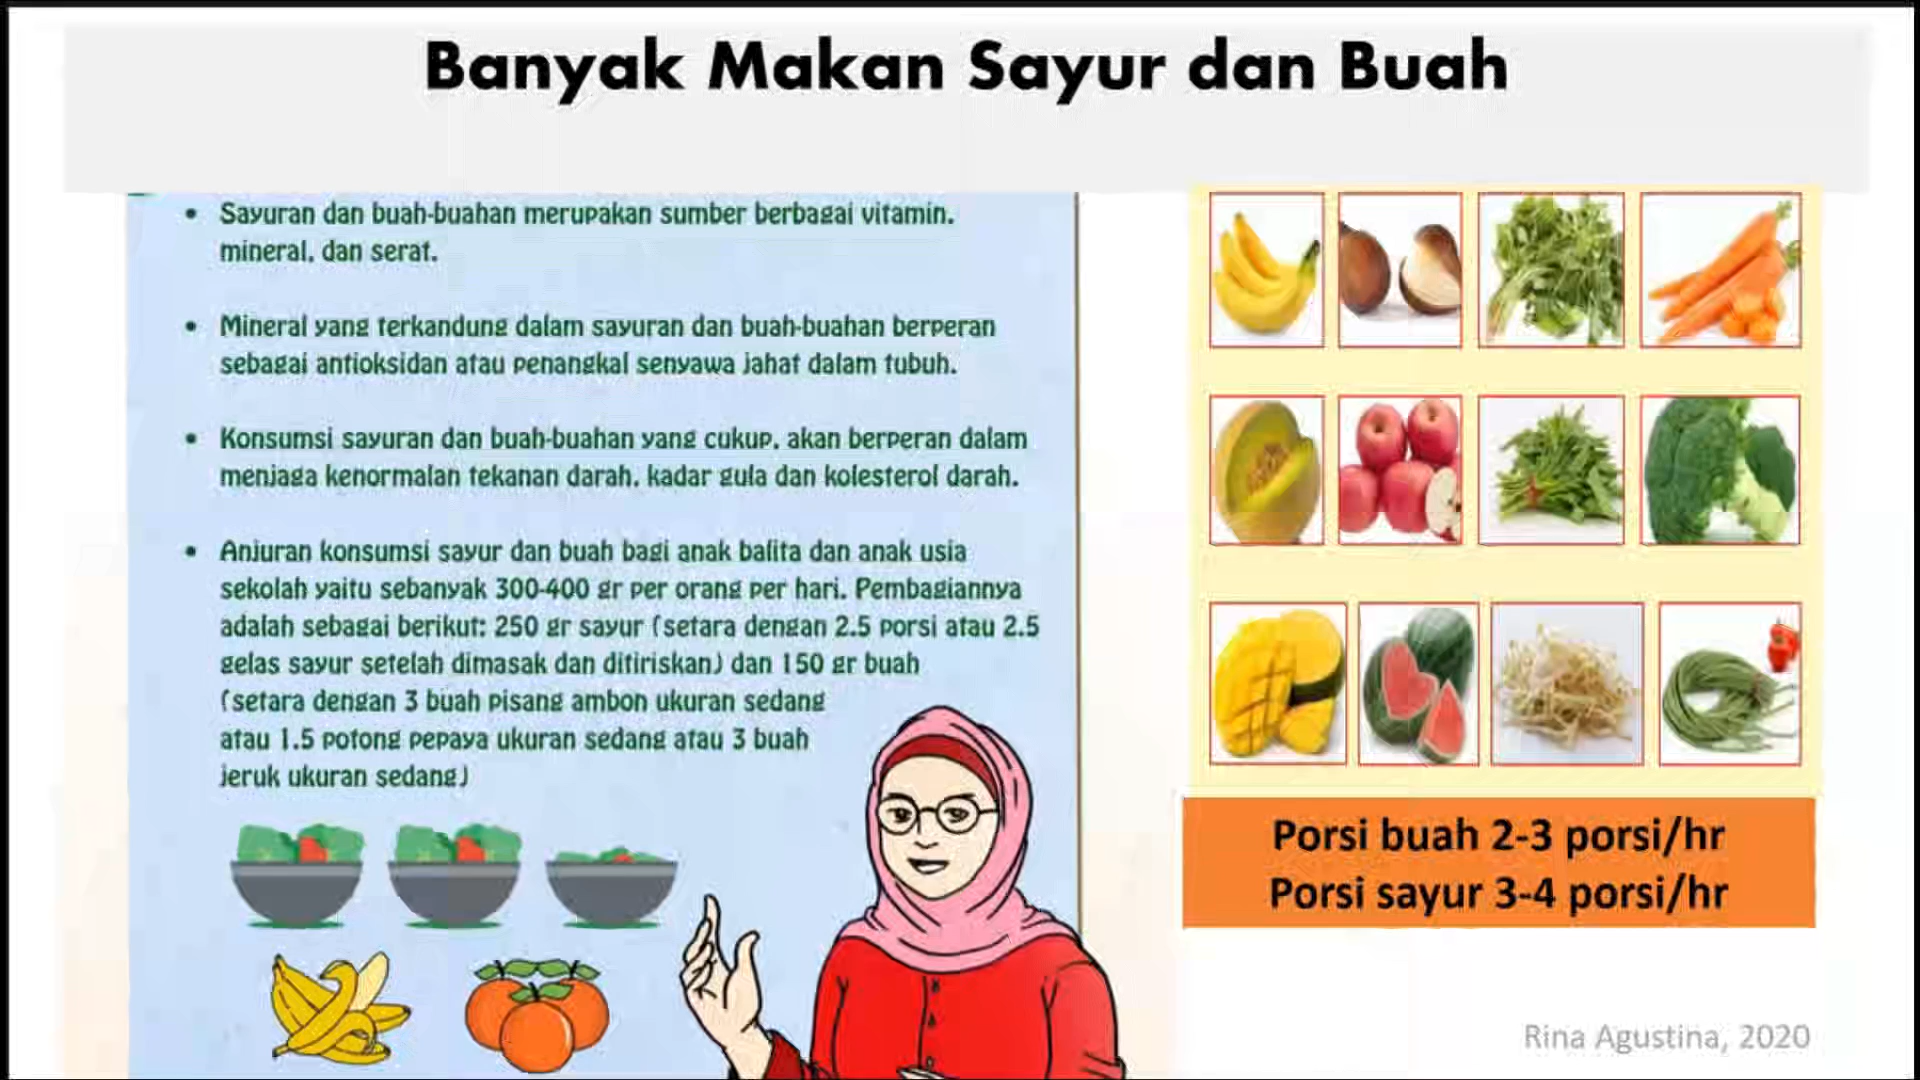 Banyak Makan Sayur dan Buah
• Sayuran dan buah-buahan merupakan sumber berbagai vitamin,
mineral, dan serat.
• Mineral yang terkandung dalam sayuran dan buah-buahan berperan
sebagai antioksidan atau penangkal senyawa jahat dalam tubuh.
• Konsumsi sayuran dan buah-buahan yang cukup, akan berperan dalam
menjaga kenormalan tekanan darah, kadar gula dan kolesterol darah.
• Anjuran konsumsi sayur dan buah bagi anak balita dan anak usia
sekolah yaitu sebanyak 300-400 gr per orang per hari. Pembagiannya
adalah sebagai berikut: 250 gr sayur (setara dengan 2.5 porsi atau 2.5
gelas sayur setelah dimasak dan ditiriskan) dan 150 gr buah
(setara dengan 3 buah pisang ambon ukuran sedang
atau 1.5 potong pepaya ukuran sedang atau 3 buah
jeruk ukuran sedang)
Porsi buah 2-3 porsi/hr
Porsi sayur 3-4 porsi/hr
Rina Agustina, 2020